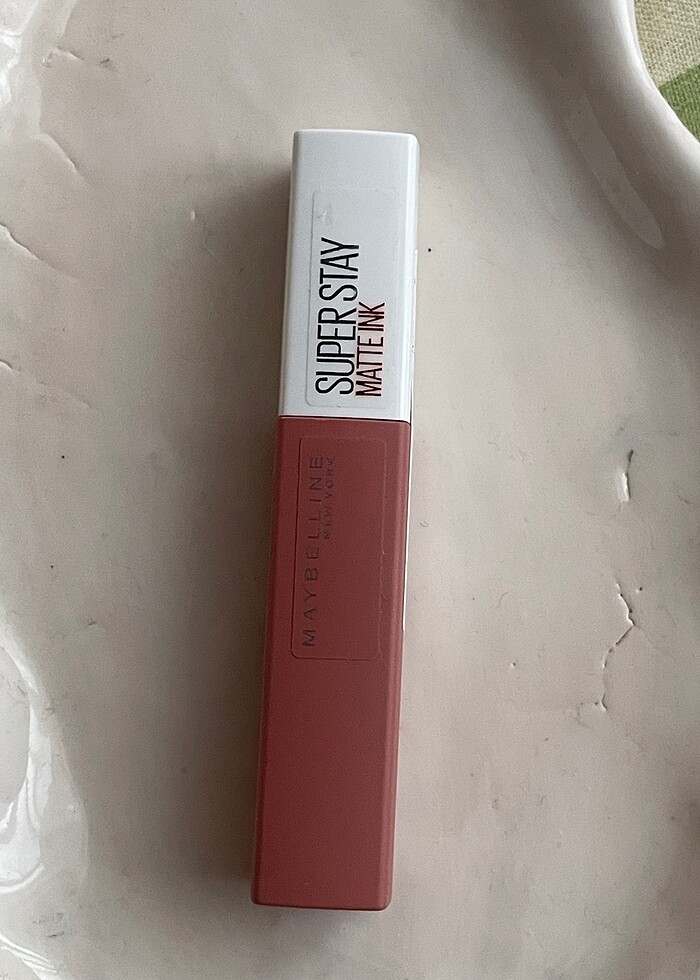 SUPER STAY
MATTE INK
MAYBELLINE
NEW YORK